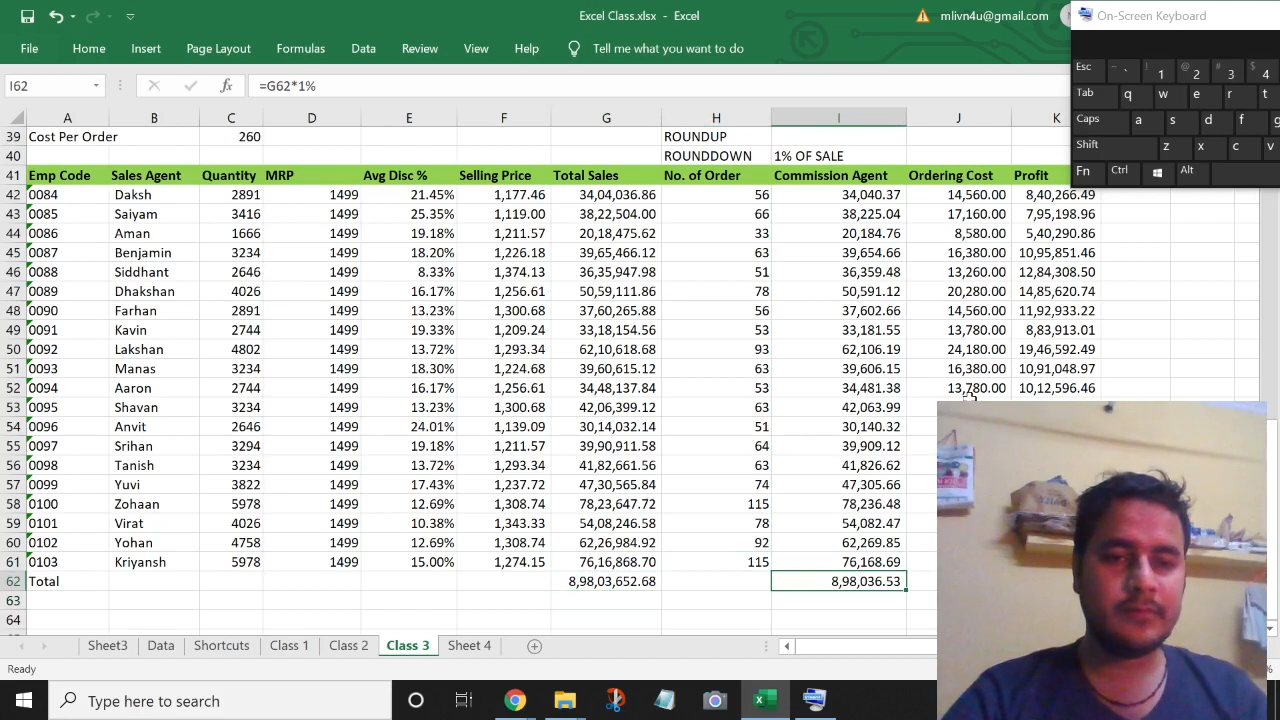 Excel Class.xlsx - Excel
mlivn4u@gmail.com
On-Screen Keyboard
File Home Insert Page Layout Formulas Data Review View Help Tell me what you want to do
I62 fx =G62*1%
A B C D E F G H I J K
39 Cost Per Order 260 ROUNDUP
40 ROUNDDOWN 1% OF SALE
41 Emp Code Sales Agent Quantity MRP Avg Disc % Selling Price Total Sales No. of Order Commission Agent Ordering Cost Profit
42 0084 Daksh 2891 1499 21.45% 1,177.46 34,04,036.86 56 34,040.37 14,560.00 8,40,266.49
43 0085 Saiyam 3416 1499 25.35% 1,119.00 38,22,504.00 66 38,225.04 17,160.00 7,95,198.96
44 0086 Aman 1666 1499 19.18% 1,211.57 20,18,475.62 33 20,184.76 8,580.00 5,40,290.86
45 0087 Benjamin 3234 1499 18.20% 1,226.18 39,65,466.12 63 39,654.66 16,380.00 10,95,851.46
46 0088 Siddhant 2646 1499 8.33% 1,374.13 36,35,947.98 51 36,359.48 13,260.00 12,84,308.50
47 0089 Dhakshan 4026 1499 16.17% 1,256.61 50,59,111.86 78 50,591.12 20,280.00 14,85,620.74
48 0090 Farhan 2891 1499 13.23% 1,300.68 37,60,265.88 56 37,602.66 14,560.00 11,92,933.22
49 0091 Kavin 2744 1499 19.33% 1,209.24 33,18,154.56 53 33,181.55 13,780.00 8,83,913.01
50 0092 Lakshan 4802 1499 13.72% 1,293.34 62,10,618.68 93 62,106.19 24,180.00 19,46,592.49
51 0093 Manas 3234 1499 18.30% 1,224.68 39,60,615.12 63 39,606.15 16,380.00 10,91,048.97
52 0094 Aaron 2744 1499 16.17% 1,256.61 34,48,137.84 53 34,481.38 13,780.00 10,12,596.46
53 0095 Shavan 3234 1499 13.23% 1,300.68 42,06,399.12 63 42,063.99
54 0096 Anvit 2646 1499 24.01% 1,139.09 30,14,032.14 51 30,140.32
55 0097 Srihan 3294 1499 19.18% 1,211.57 39,90,911.58 64 39,909.12
56 0098 Tanish 3234 1499 13.72% 1,293.34 41,82,661.56 63 41,826.62
57 0099 Yuvi 3822 1499 17.43% 1,237.72 47,30,565.84 74 47,305.66
58 0100 Zohaan 5978 1499 12.69% 1,308.74 78,23,647.72 115 78,236.48
59 0101 Virat 4026 1499 10.38% 1,343.33 54,08,246.58 78 54,082.47
60 0102 Yohan 4758 1499 12.69% 1,308.74 62,26,984.92 92 62,269.85
61 0103 Kriyansh 5978 1499 15.00% 1,274.15 76,16,868.70 115 76,168.69
62 Total 8,98,03,652.68 8,98,036.53
63
64
Sheet3 Data Shortcuts Class 1 Class 2 Class 3 Sheet 4
Ready
Type here to search
Esc ~ ` ! 1 @ 2 # 3 $ 4
Tab q w e r t
Caps a s d f g
Shift z x c v
Fn Ctrl Alt